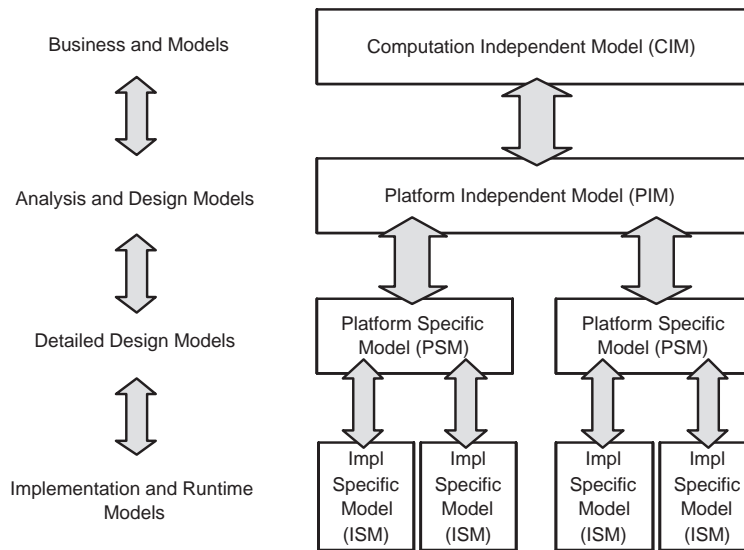 Business and Models
Computation Independent Model (CIM)
Analysis and Design Models
Platform Independent Model (PIM)
Detailed Design Models
Platform Specific
Model (PSM)
Platform Specific
Model (PSM)
Implementation and Runtime
Models
Impl
Specific
Model
(ISM)
Impl
Specific
Model
(ISM)
Impl
Specific
Model
(ISM)
Impl
Specific
Model
(ISM)